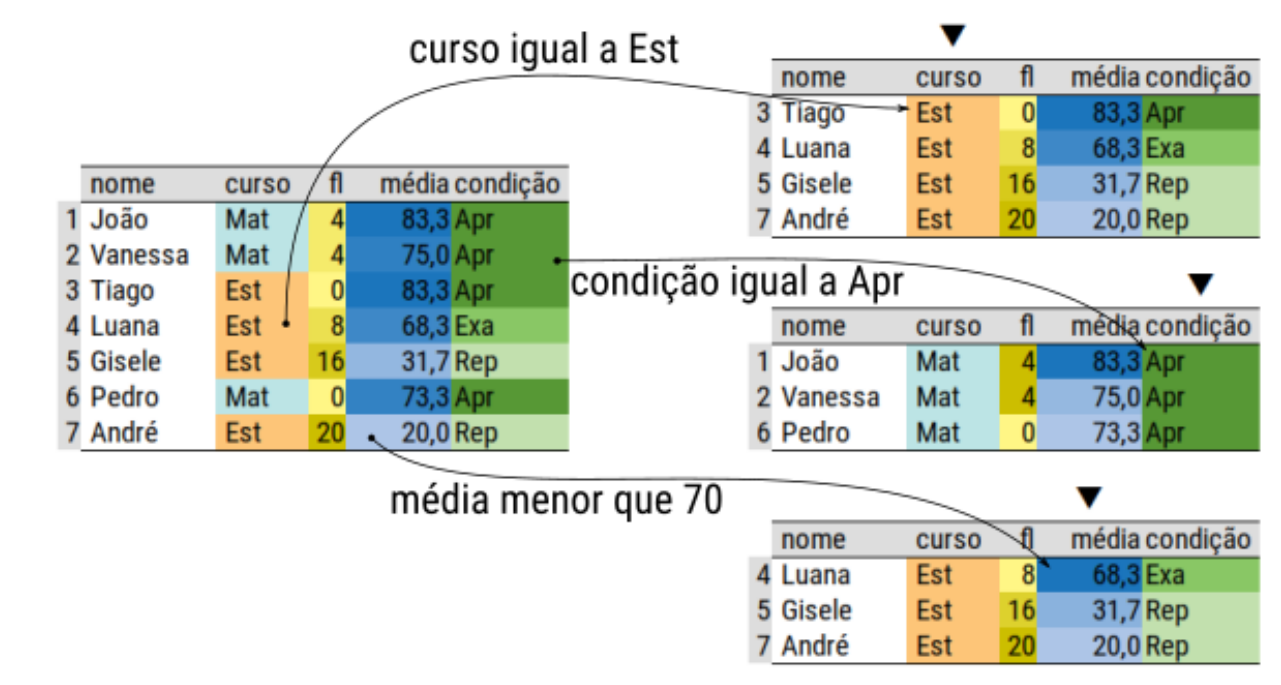 curso igual a Est
nome curso fl média condição
1 João Mat 4 83,3 Apr
2 Vanessa Mat 4 75,0 Apr
3 Tiago Est 0 83,3 Apr
4 Luana Est 8 68,3 Exa
5 Gisele Est 16 31,7 Rep
6 Pedro Mat 0 73,3 Apr
7 André Est 20 20,0 Rep
nome curso fl média condição
3 Tiago Est 0 83,3 Apr
4 Luana Est 8 68,3 Exa
5 Gisele Est 16 31,7 Rep
7 André Est 20 20,0 Rep
condição igual a Apr
nome curso fl média condição
1 João Mat 4 83,3 Apr
2 Vanessa Mat 4 75,0 Apr
6 Pedro Mat 0 73,3 Apr
média menor que 70
nome curso fl média condição
4 Luana Est 8 68,3 Exa
5 Gisele Est 16 31,7 Rep
7 André Est 20 20,0 Rep